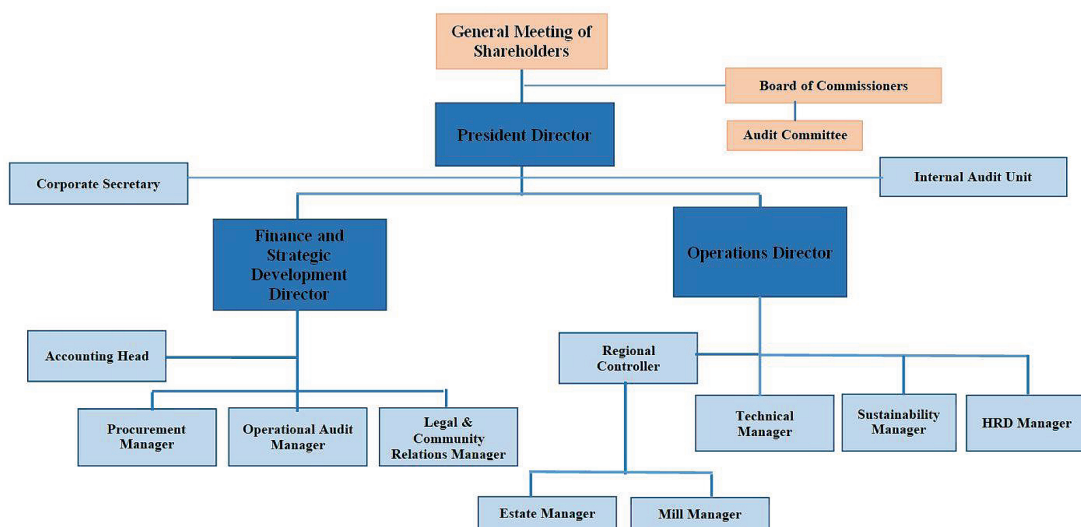 General Meeting of
Shareholders
Board of Commissioners
President Director
Audit Committee
Corporate Secretary
Internal Audit Unit
Finance and
Strategic
Development
Director
Operations Director
Accounting Head
Regional
Controller
Procurement
Manager
Operational Audit
Manager
Legal &
Community
Relations Manager
Technical
Manager
Sustainability
Manager
HRD Manager
Estate Manager
Mill Manager